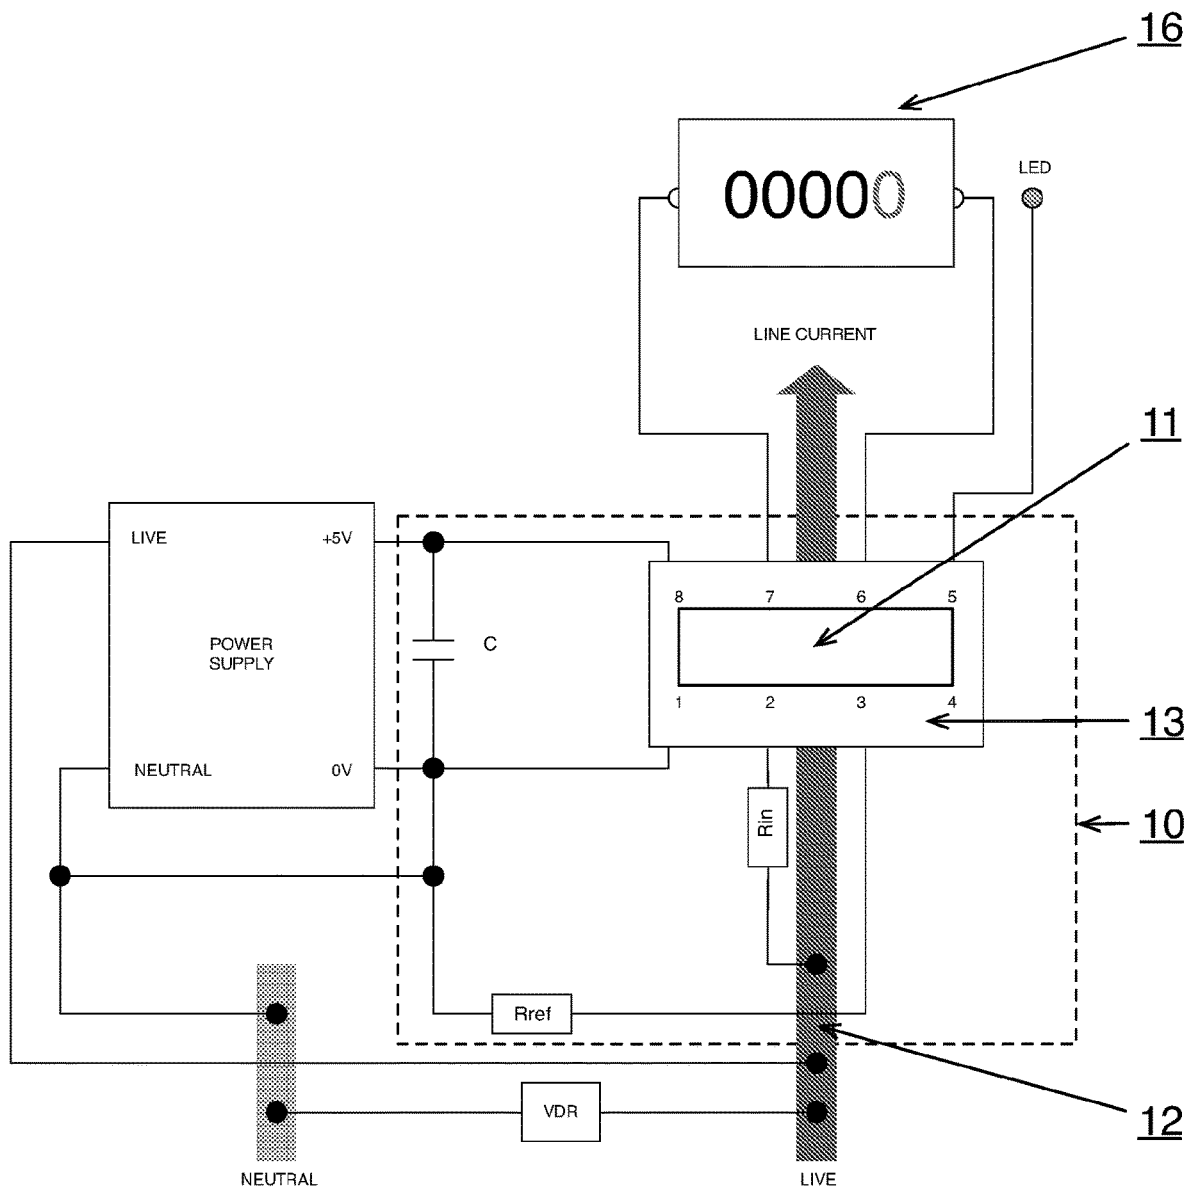 16
LED
00000
LINE CURRENT
11
LIVE +5V
8 7 6 5
POWER
SUPPLY
C
1 2 3 4
13
NEUTRAL 0V
Rin
10
Rref
VDR
12
NEUTRAL LIVE